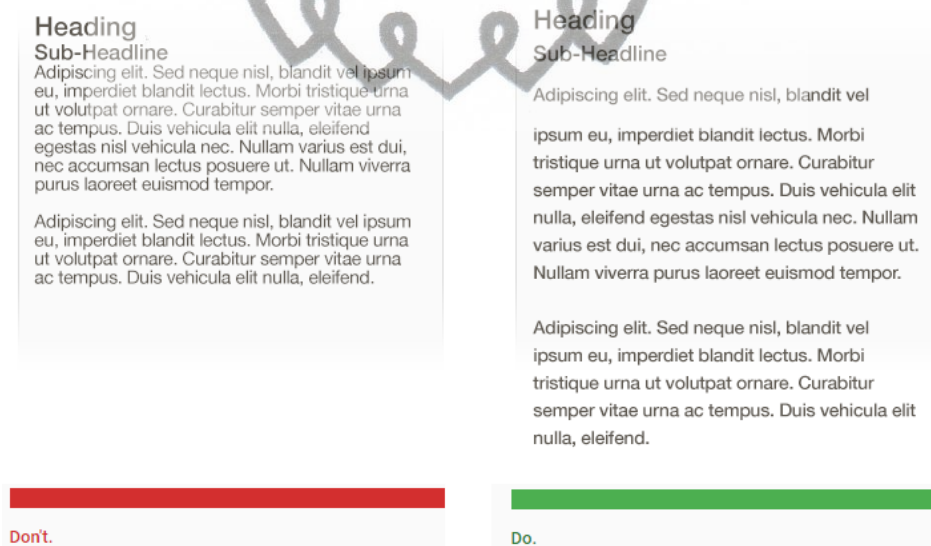 Heading
Sub-Headline
Adipiscing elit. Sed neque nisl, blandit vel ipsum
eu, imperdiet blandit lectus. Morbi tristique urna
ut volutpat ornare. Curabitur semper vitae urna
ac tempus. Duis vehicula elit nulla, eleifend
egestas nisl vehicula nec. Nullam varius est dui,
nec accumsan lectus posuere ut. Nullam viverra
purus laoreet euismod tempor.
Adipiscing elit. Sed neque nisl, blandit vel ipsum
eu, imperdiet blandit lectus. Morbi tristique urna
ut volutpat ornare. Curabitur semper vitae urna
ac tempus. Duis vehicula elit nulla, eleifend.
Don't.
Heading
Sub-Headline
Adipiscing elit. Sed neque nisl, blandit vel
ipsum eu, imperdiet blandit lectus. Morbi
tristique urna ut volutpat ornare. Curabitur
semper vitae urna ac tempus. Duis vehicula elit
nulla, eleifend egestas nisl vehicula nec. Nullam
varius est dui, nec accumsan lectus posuere ut.
Nullam viverra purus laoreet euismod tempor.
Adipiscing elit. Sed neque nisl, blandit vel
ipsum eu, imperdiet blandit lectus. Morbi
tristique urna ut volutpat ornare. Curabitur
semper vitae urna ac tempus. Duis vehicula elit
nulla, eleifend.
Do.